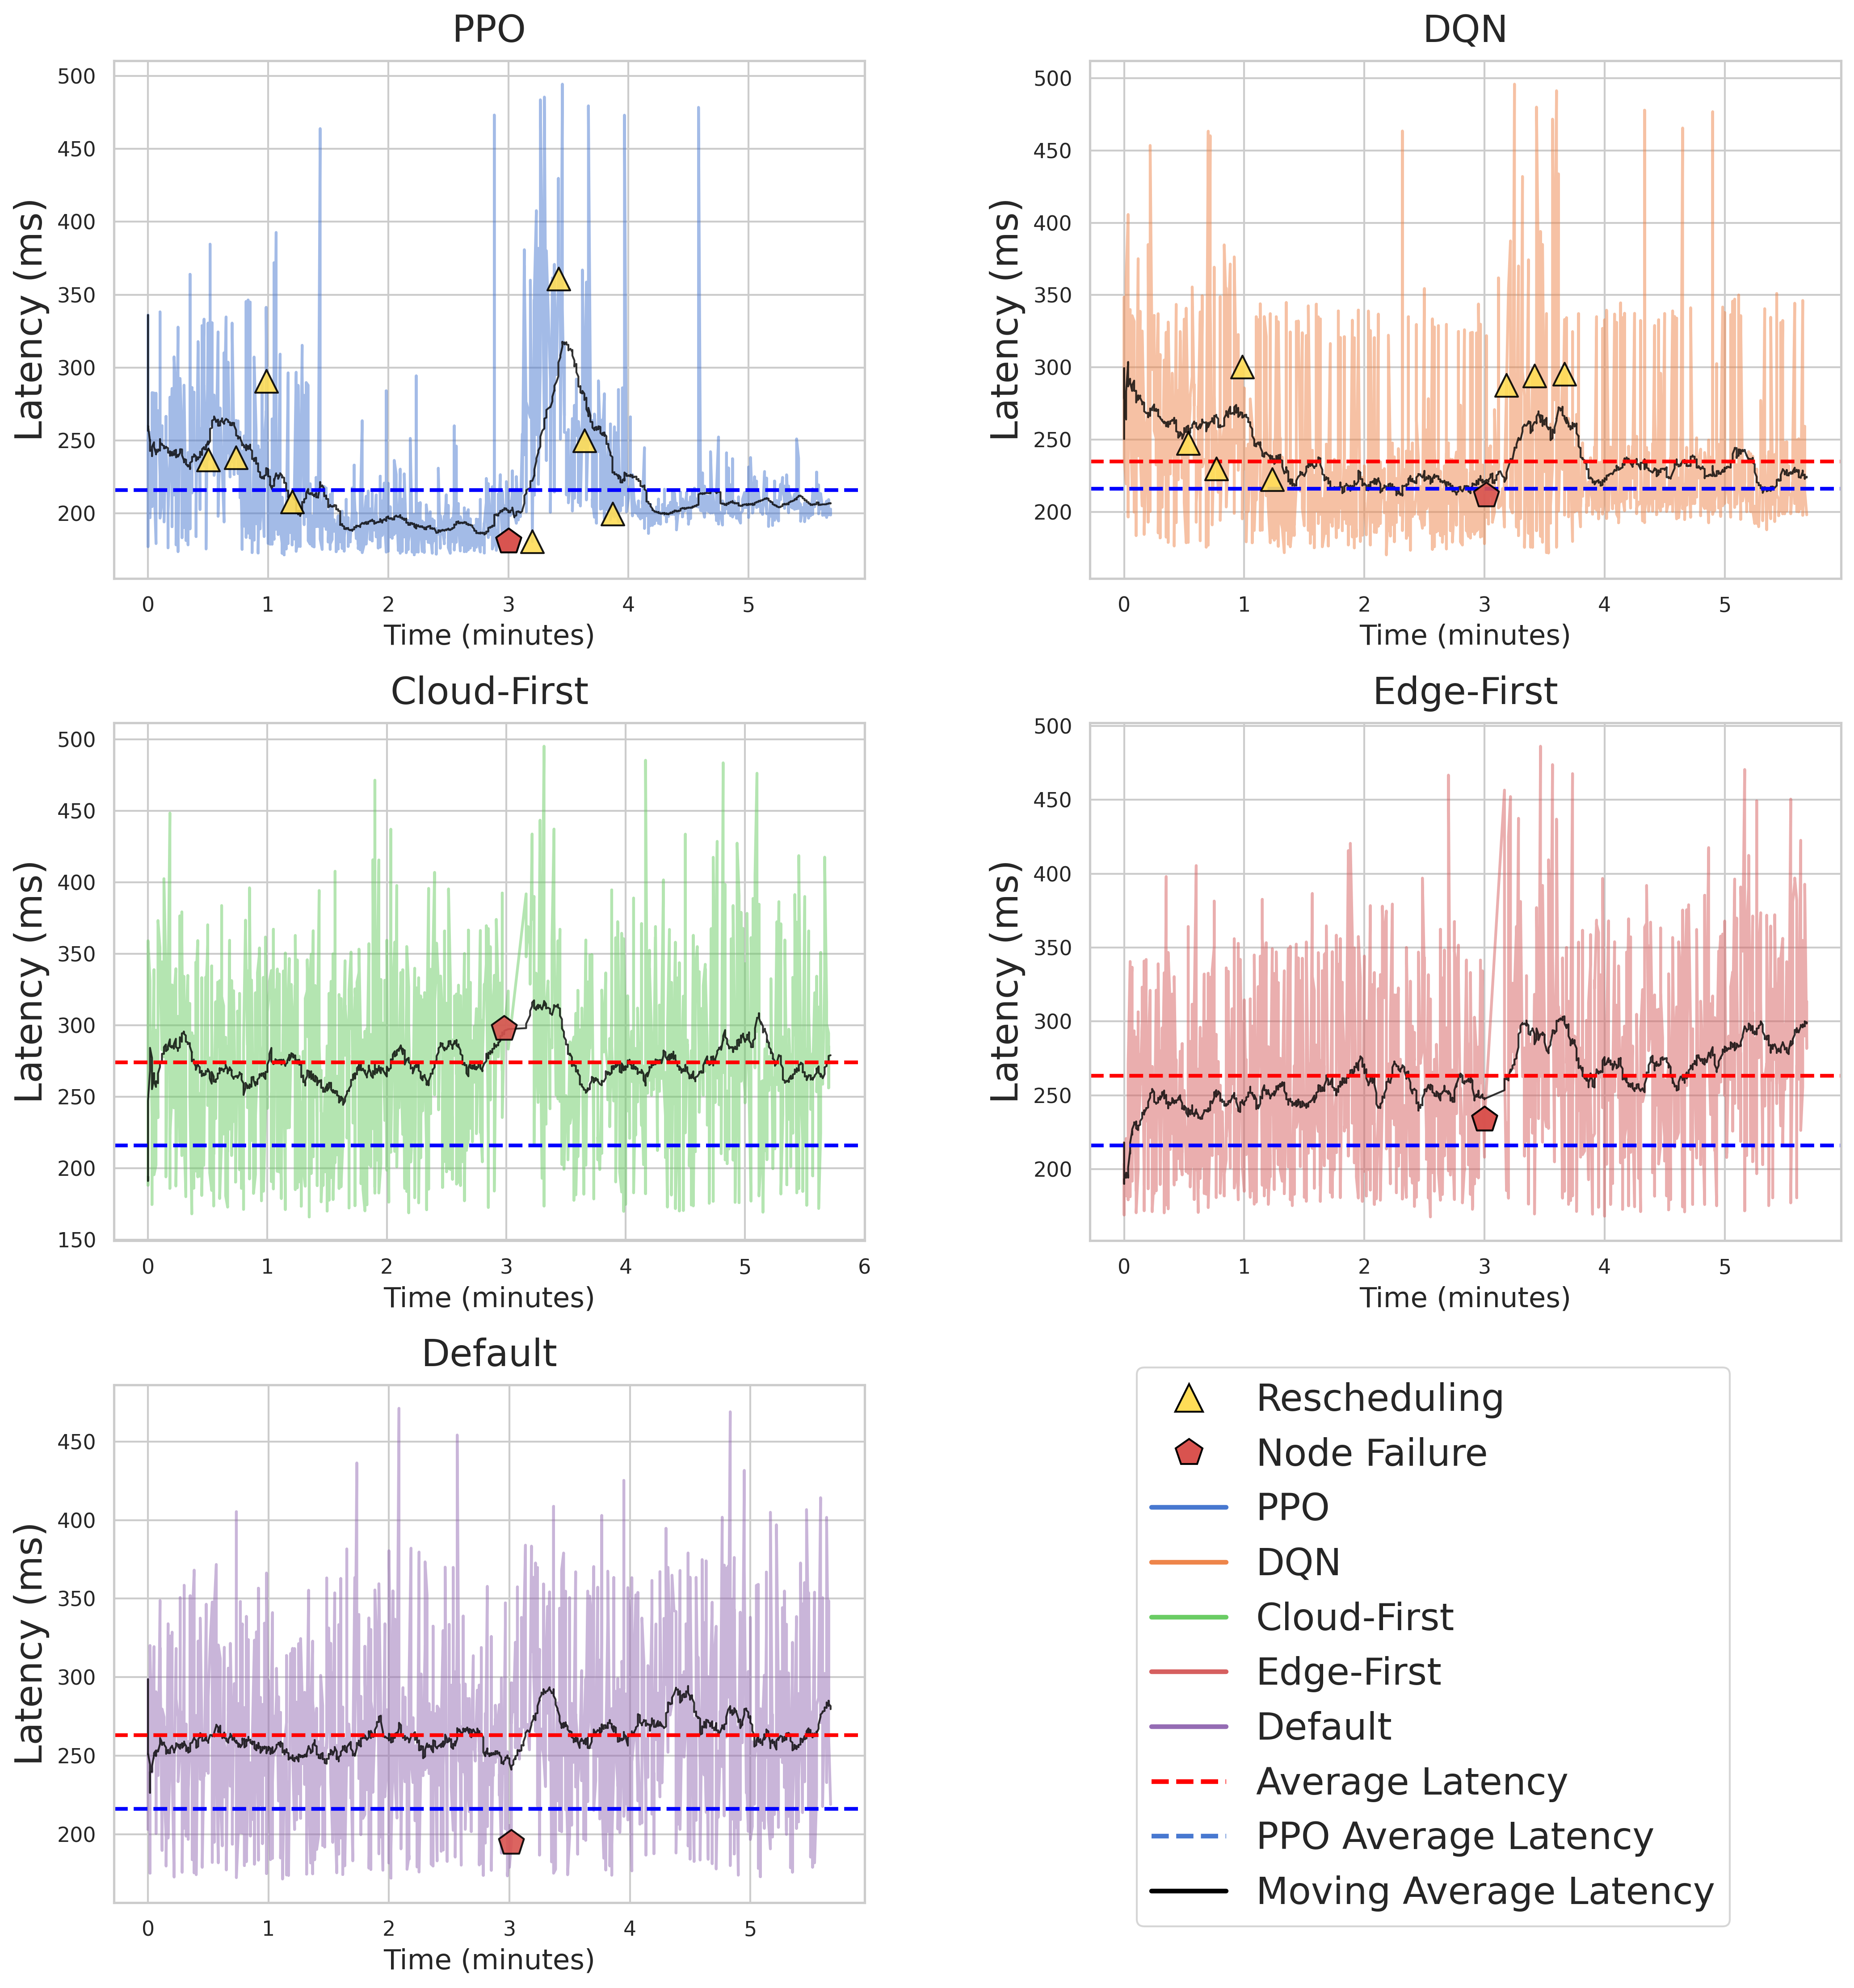 PPO
500
450
400
350
300
250
200
Latency (ms)
0 1 2 3 4 5
Time (minutes)
DQN
500
450
400
350
300
250
200
Latency (ms)
0 1 2 3 4 5
Time (minutes)
Cloud-First
500
450
400
350
300
250
200
150
Latency (ms)
0 1 2 3 4 5 6
Time (minutes)
Edge-First
500
450
400
350
300
250
200
Latency (ms)
0 1 2 3 4 5
Time (minutes)
Default
450
400
350
300
250
200
Latency (ms)
0 1 2 3 4 5
Time (minutes)
Rescheduling
Node Failure
PPO
DQN
Cloud-First
Edge-First
Default
Average Latency
PPO Average Latency
Moving Average Latency